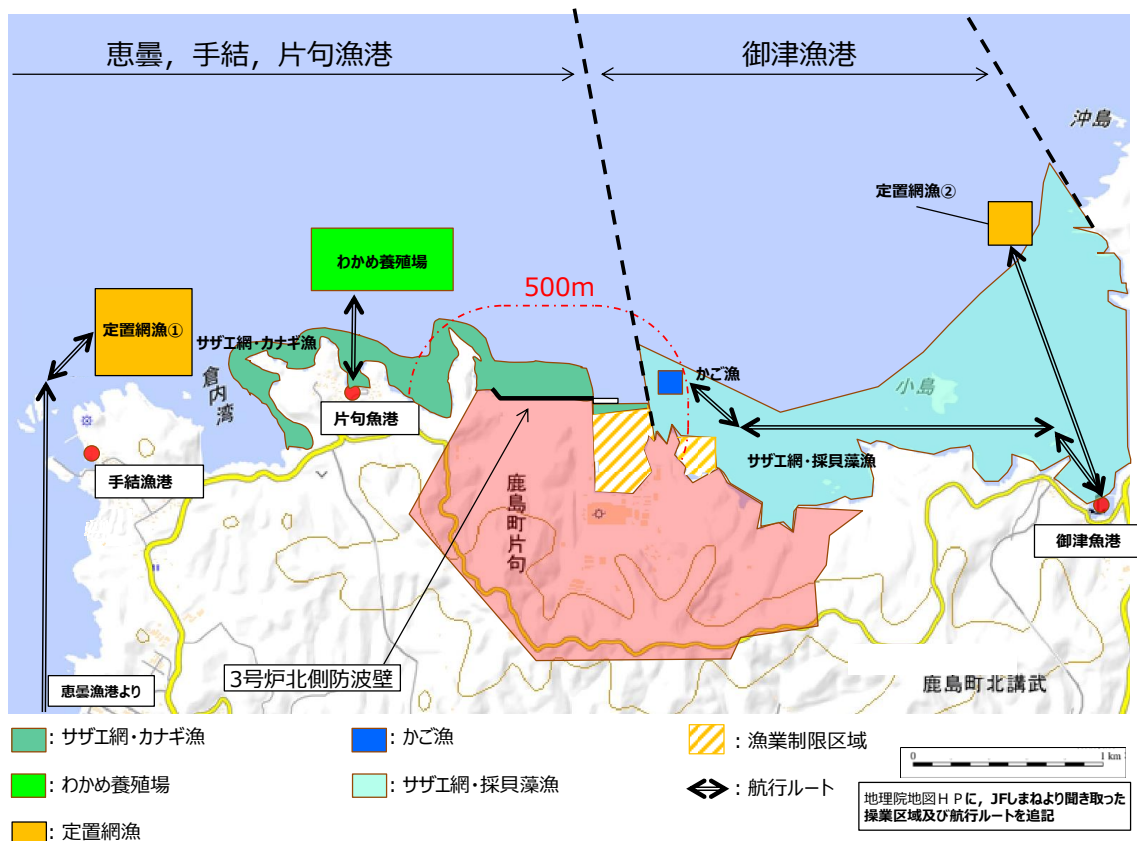 恵曇，手結，片句漁港
御津漁港
沖島
定置網漁②
わかめ養殖場
500m
定置網漁①
サザエ網・カナギ漁
かご漁
倉内湾
小島
片句魚港
サザエ網・採貝藻漁
手結漁港
鹿島町片句
御津魚港
3号炉北側防波壁
恵曇漁港より
鹿島町北講武
：サザエ網・カナギ漁
：かご漁
：漁業制限区域
：わかめ養殖場
：サザエ網・採貝藻漁
：航行ルート
：定置網漁
0 1 km
地理院地図ＨＰに，JFしまねより聞き取った
操業区域及び航行ルートを追記